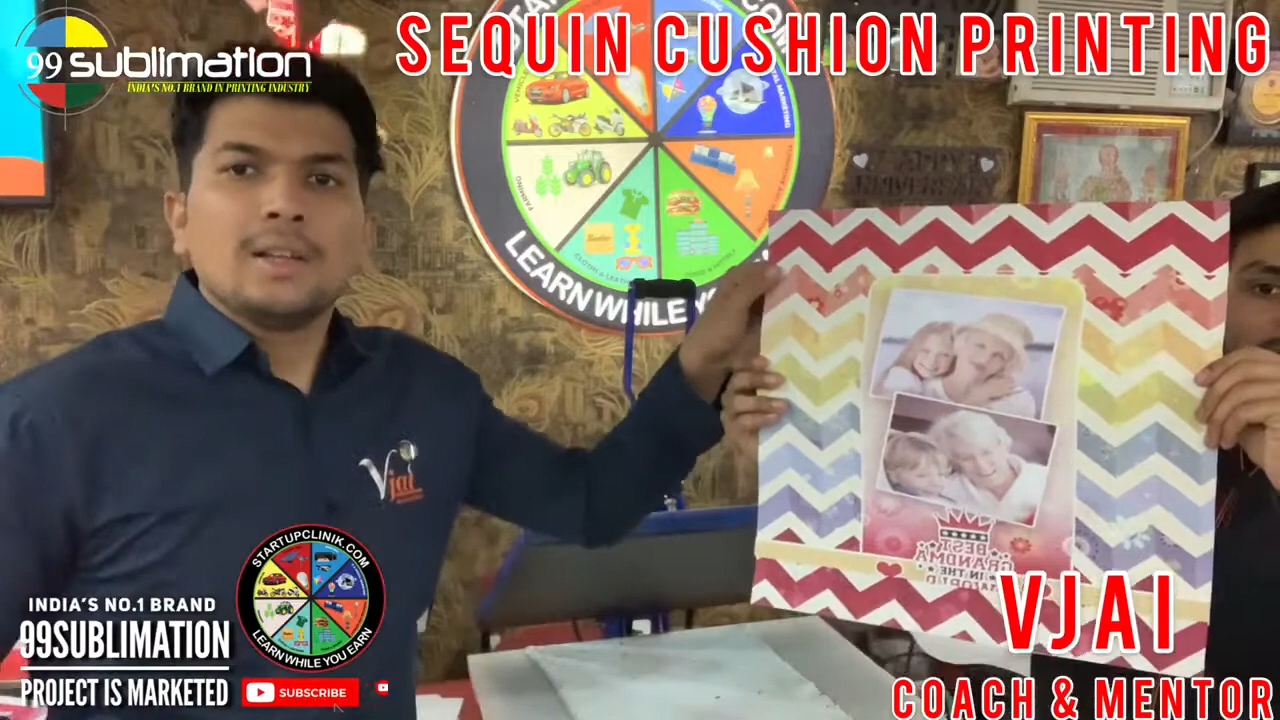 SEQUIN CUSHION PRINTING
99 sublimation
INDIA'S NO.1 BRAND IN PRINTING INDUSTRY
VEHICLE
FARMING
LEARN WHILE
Vjai
BEST
GRANDMA
IN THE
WORLD
STARTUPCLINIK.COM
LEARN WHILE YOU EARN
INDIA'S NO.1 BRAND
99SUBLIMATION
PROJECT IS MARKETED
SUBSCRIBE
VJAI
COACH & MENTOR